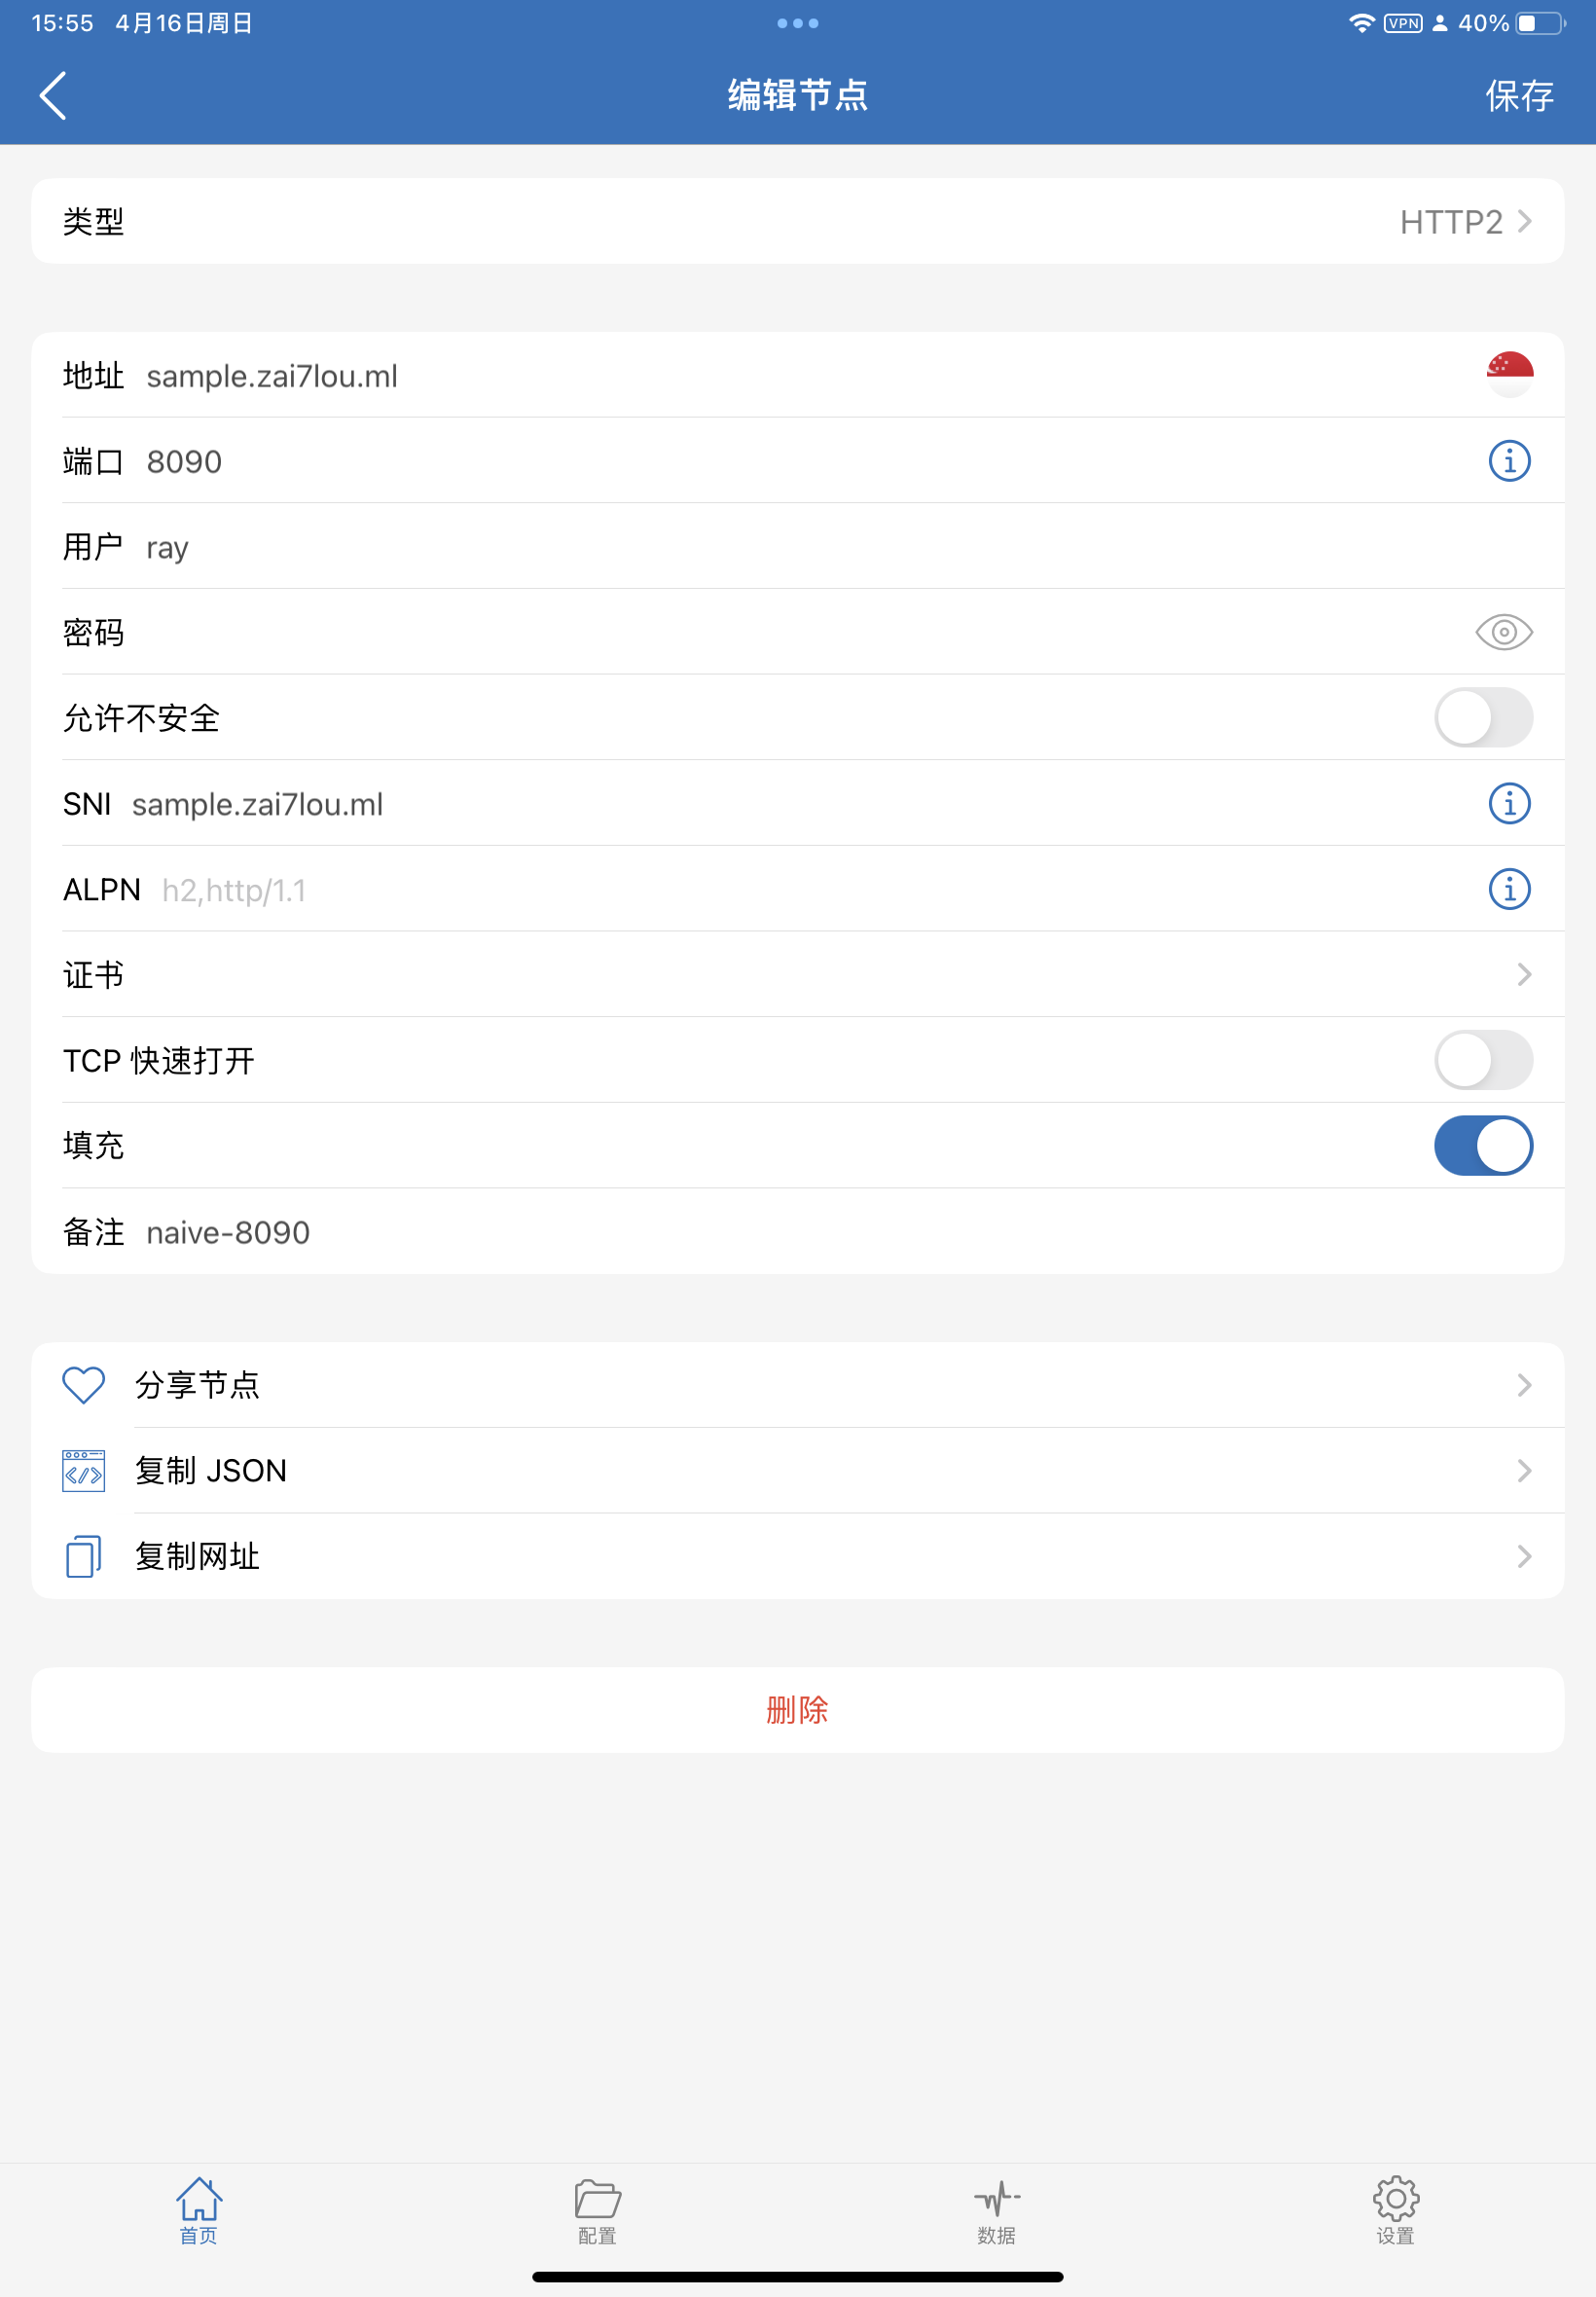 15:55 4月16日周日
VPN 40%
编辑节点
保存
类型 HTTP2
地址 sample.zai7lou.ml
端口 8090
用户 ray
密码
允许不安全
SNI sample.zai7lou.ml
ALPN h2,http/1.1
证书
TCP 快速打开
填充
备注 naive-8090
分享节点
复制 JSON
复制网址
删除
首页 配置 数据 设置